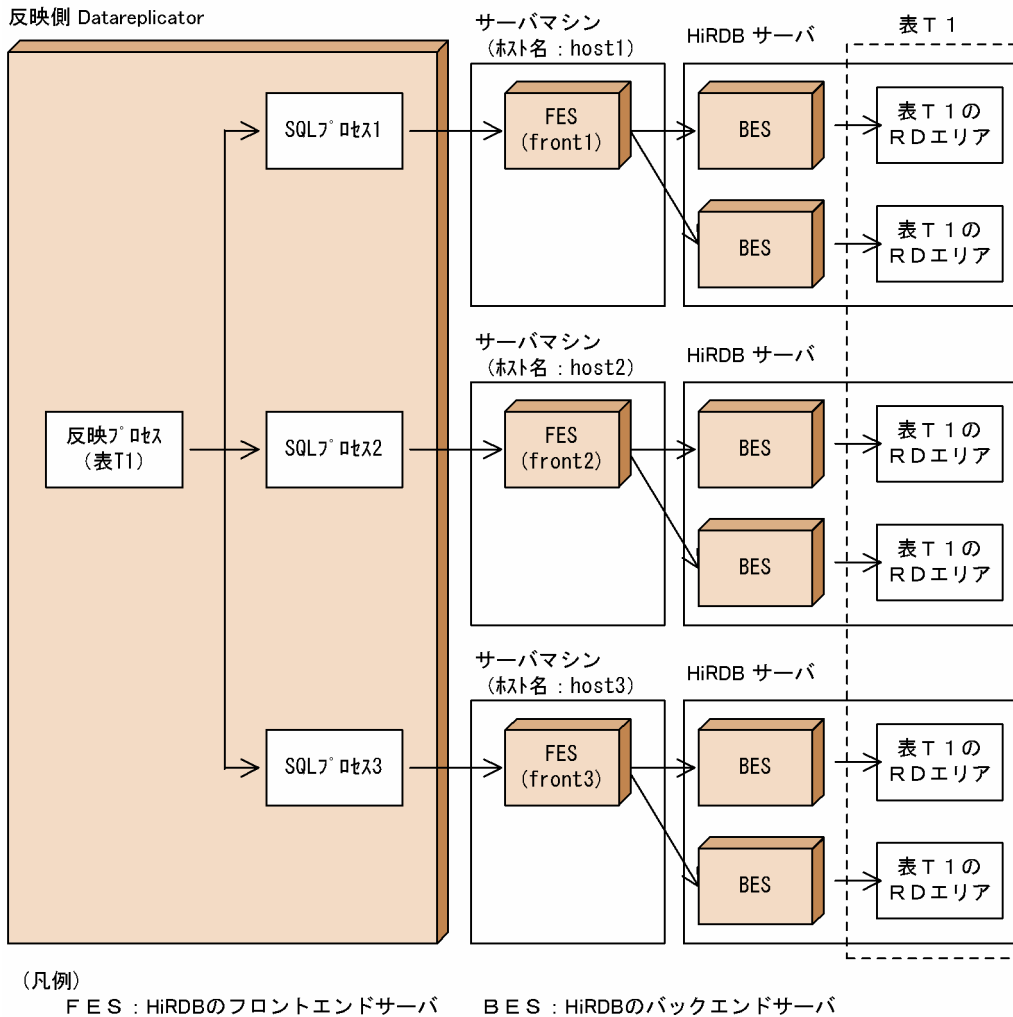 反映側 Datareplicator
サーバマシン
(ホスト名：host1)
HiRDB サーバ
表Ｔ１
SQLプロセス1
FES
(front1)
BES
表Ｔ１の
ＲＤエリア
BES
表Ｔ１の
ＲＤエリア
サーバマシン
(ホスト名：host2)
HiRDB サーバ
反映プロセス
(表T1)
SQLプロセス2
FES
(front2)
BES
表Ｔ１の
ＲＤエリア
BES
表Ｔ１の
ＲＤエリア
サーバマシン
(ホスト名：host3)
HiRDB サーバ
SQLプロセス3
FES
(front3)
BES
表Ｔ１の
ＲＤエリア
BES
表Ｔ１の
ＲＤエリア
(凡例)
ＦＥＳ：HiRDBのフロントエンドサーバ　ＢＥＳ：HiRDBのバックエンドサーバ